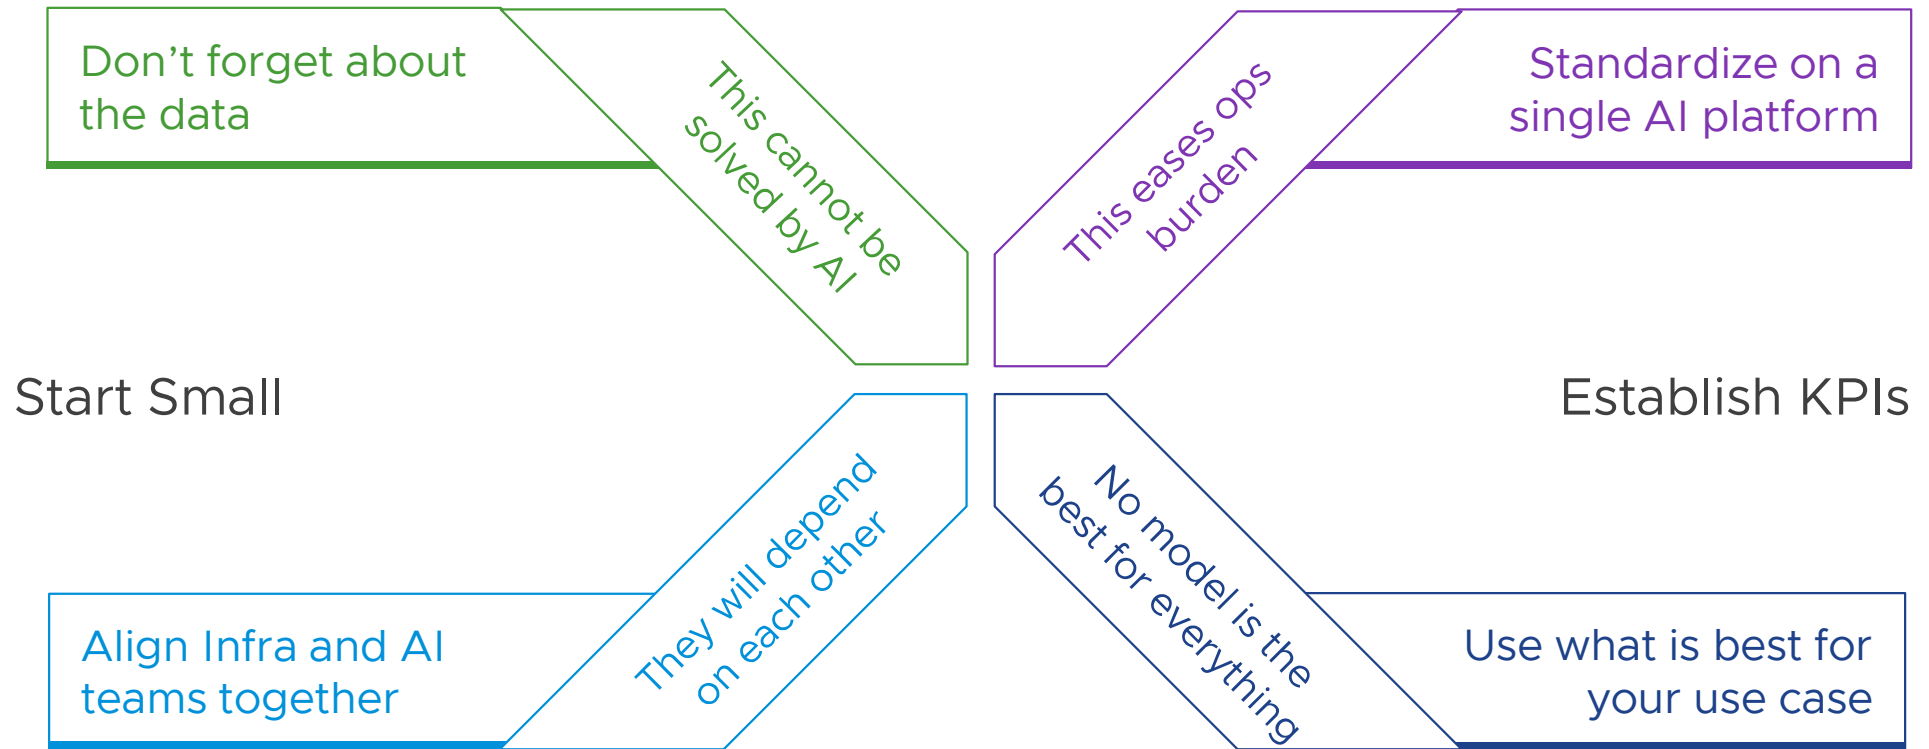 Don’t forget about
the data
This cannot be
solved by AI
This eases ops
burden
Standardize on a
single AI platform
Start Small
Establish KPIs
Align Infra and AI
teams together
They will depend
on each other
No model is the
best for everything
Use what is best for
your use case